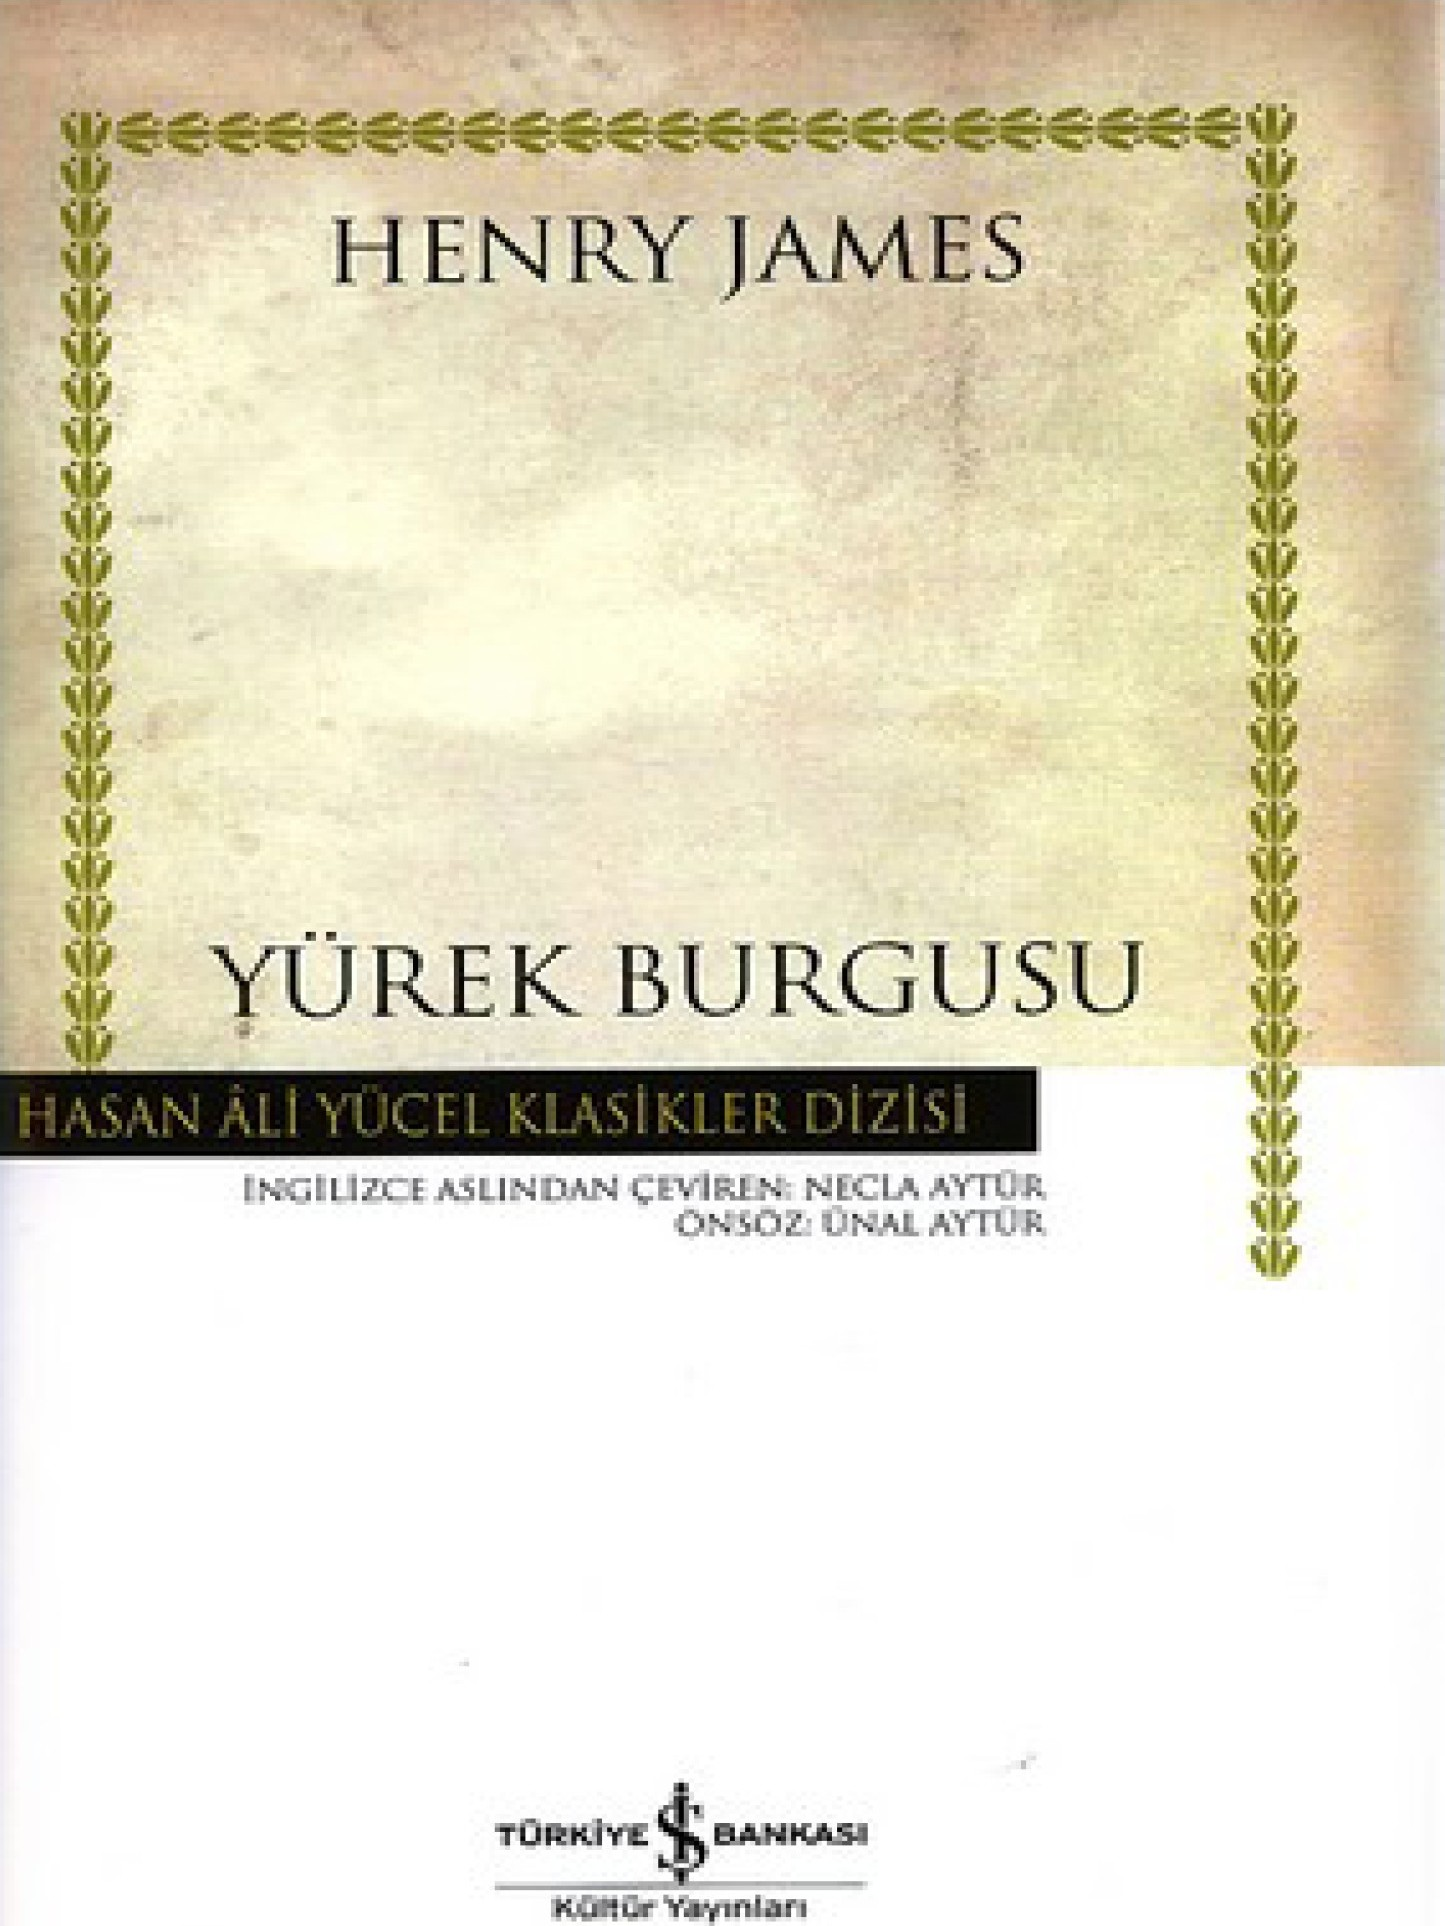 HENRY JAMES
YÜREK BURGUSU
HASAN ÂLİ YÜCEL KLASİKLER DİZİSİ
İNGİLİZCE ASLINDAN ÇEVİREN: NECLA AYTÜR
ÖNSÖZ: ÜNAL AYTÜR
TÜRKİYE İŞ BANKASI
Kültür Yayınları